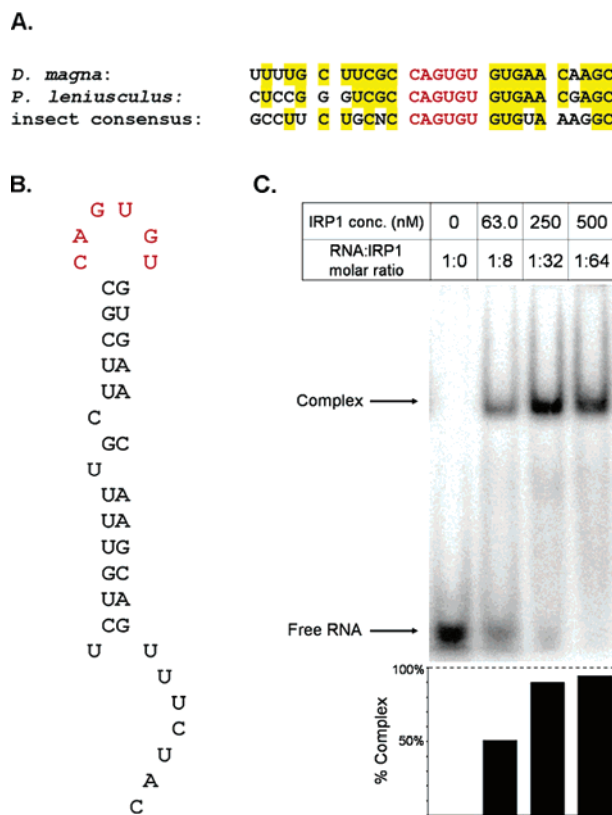 A.
D. magna: UUUUG C UUCGC CAGUGU GUGAA CAAGC
P. leniusculus: CUCCG G GUCGC CAGUGU GUGAA CGAGC
insect consensus: GCCUU C UGCNC CAGUGU GUGUA AAGGC
B.
G U
A G
C U
CG
GU
CG
UA
UA
C
GC
U
UA
UA
UG
GC
UA
CG
U U
U
U
C
U
A
C
C.
IRP1 conc. (nM) 0 63.0 250 500
RNA:IRP1 molar ratio 1:0 1:8 1:32 1:64
Complex
Free RNA
100%
50%
% Complex